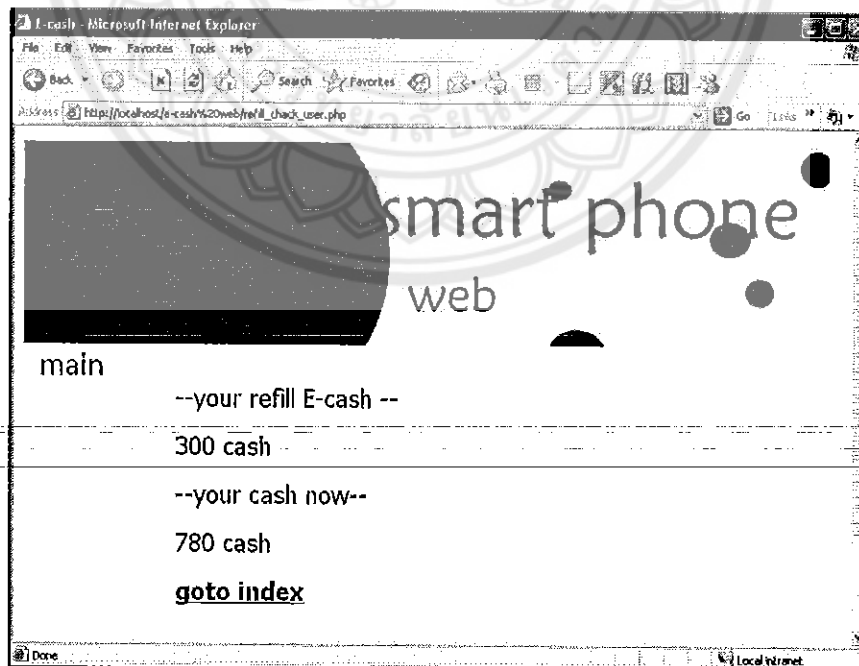 E-cash - Microsoft Internet Explorer
File Edit View Favorites Tools Help
Back Search Favorites
Address http://localhost/e-cash%20web/refill_chack_user.php Go Links »
smart phone
web
main
--your refill E-cash --
300 cash
--your cash now--
780 cash
goto index
Done Local intranet